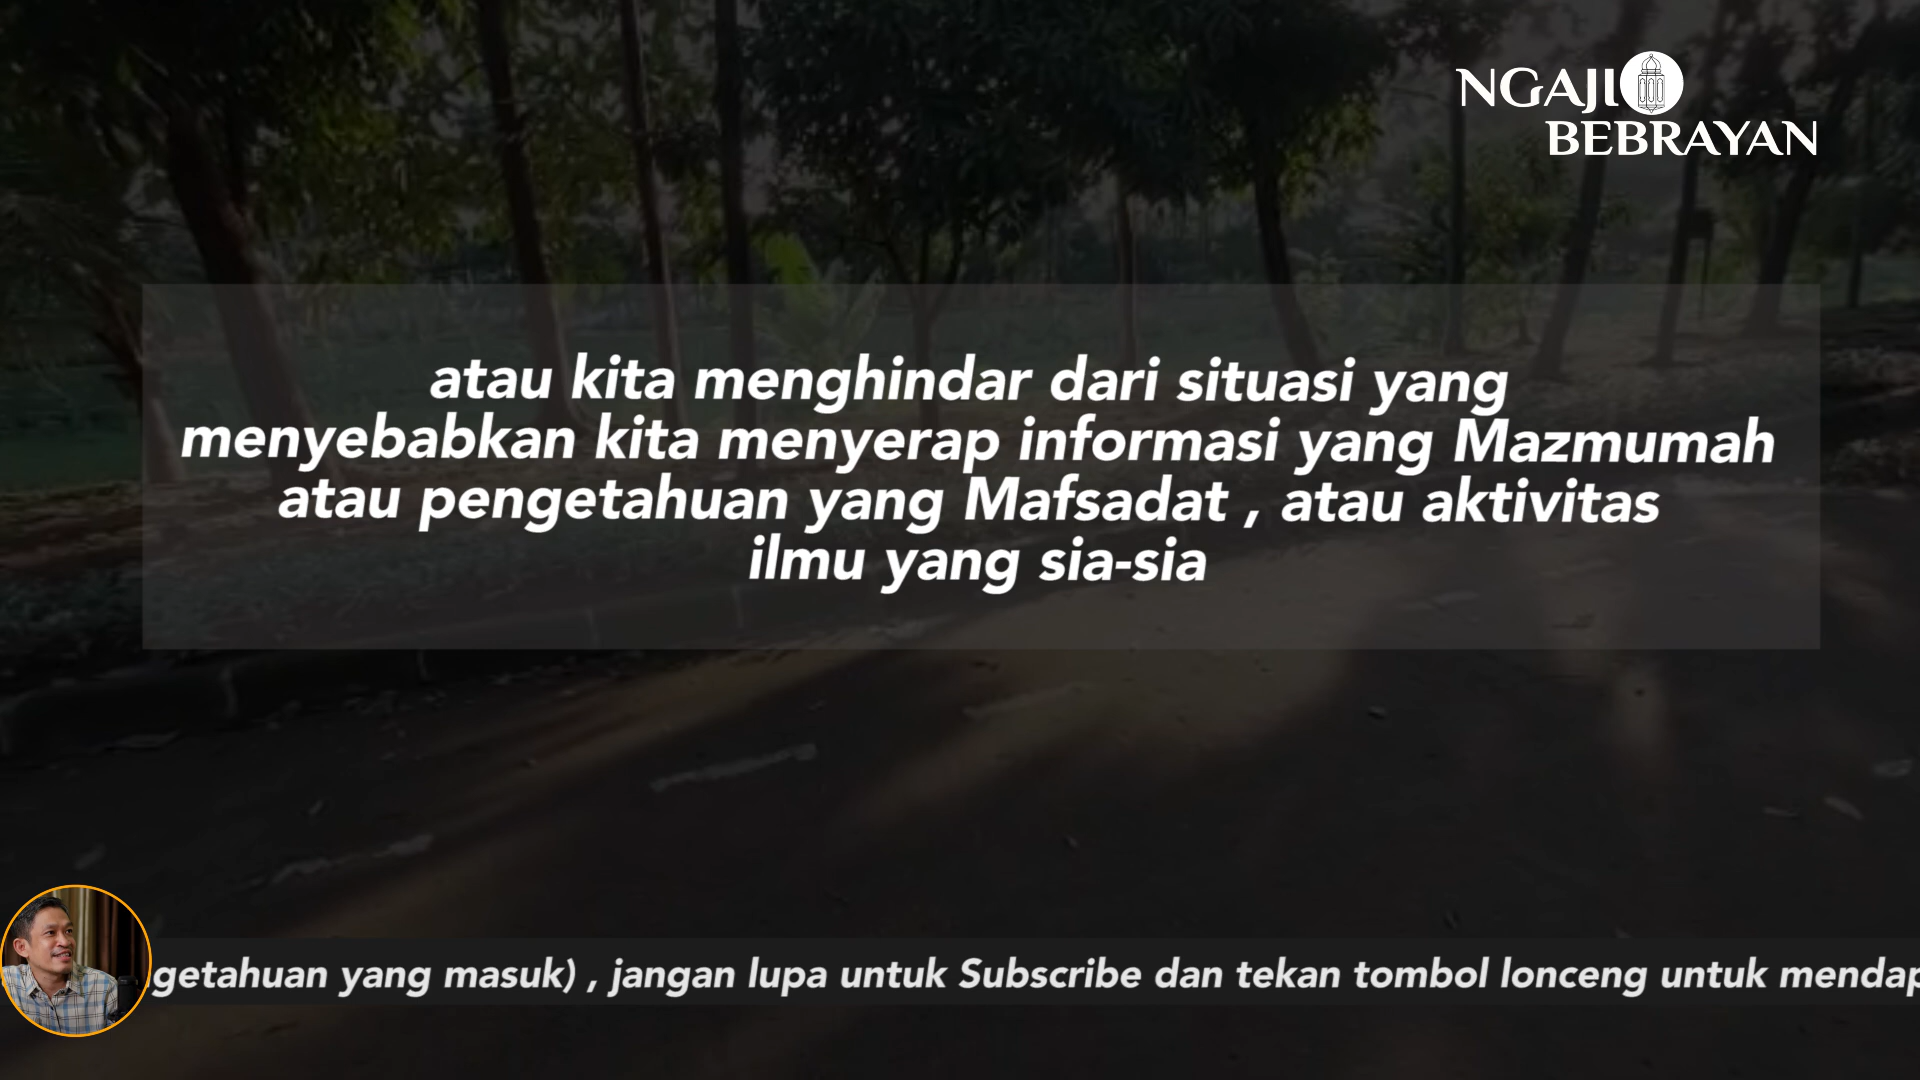 NGAJI
BEBRAYAN
atau kita menghindar dari situasi yang
menyebabkan kita menyerap informasi yang Mazmumah
atau pengetahuan yang Mafsadat , atau aktivitas
ilmu yang sia-sia
getahuan yang masuk) , jangan lupa untuk Subscribe dan tekan tombol lonceng untuk mendap